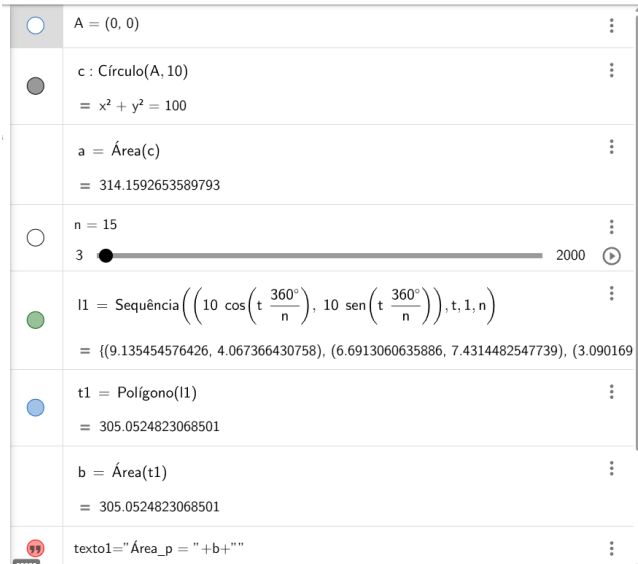 A = (0, 0)
c : Círculo(A, 10)
= x² + y² = 100
a = Área(c)
= 314.1592653589793
n = 15
3 2000
l1 = Sequência((10 cos(t 360°/n), 10 sen(t 360°/n)), t, 1, n)
= {(9.135454576426, 4.067366430758), (6.6913060635886, 7.4314482547739), (3.090169
t1 = Polígono(l1)
= 305.0524823068501
b = Área(t1)
= 305.0524823068501
texto1="Área_p = "+b+""